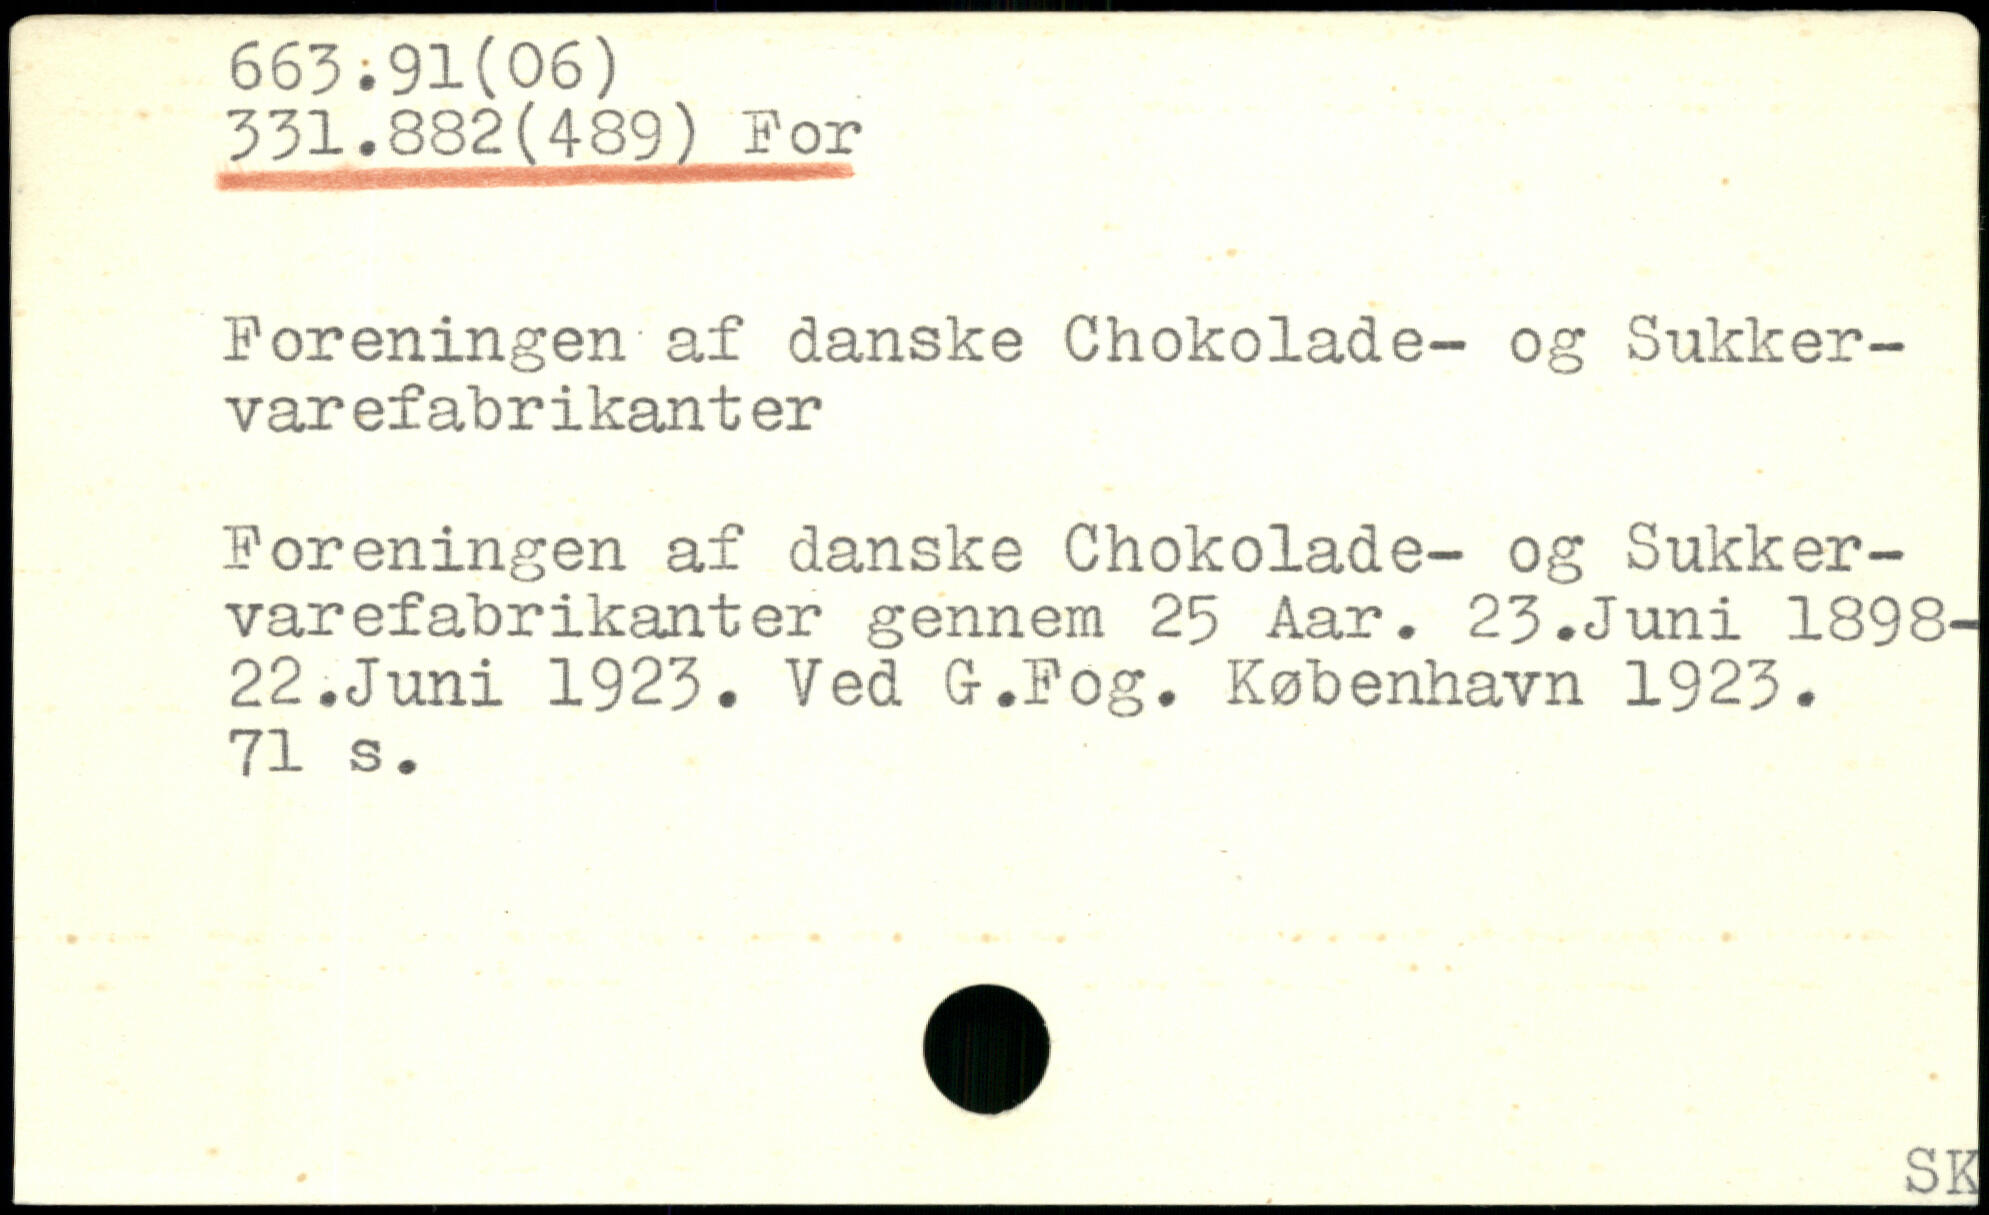 663.91(06)
331.882(489) For
Foreningen af danske Chokolade- og Sukker-
varefabrikanter
Foreningen af danske Chokolade- og Sukker-
varefabrikanter gennem 25 Aar. 23.Juni 1898-
22.Juni 1923. Ved G.Fog. København 1923.
71 s.
SK